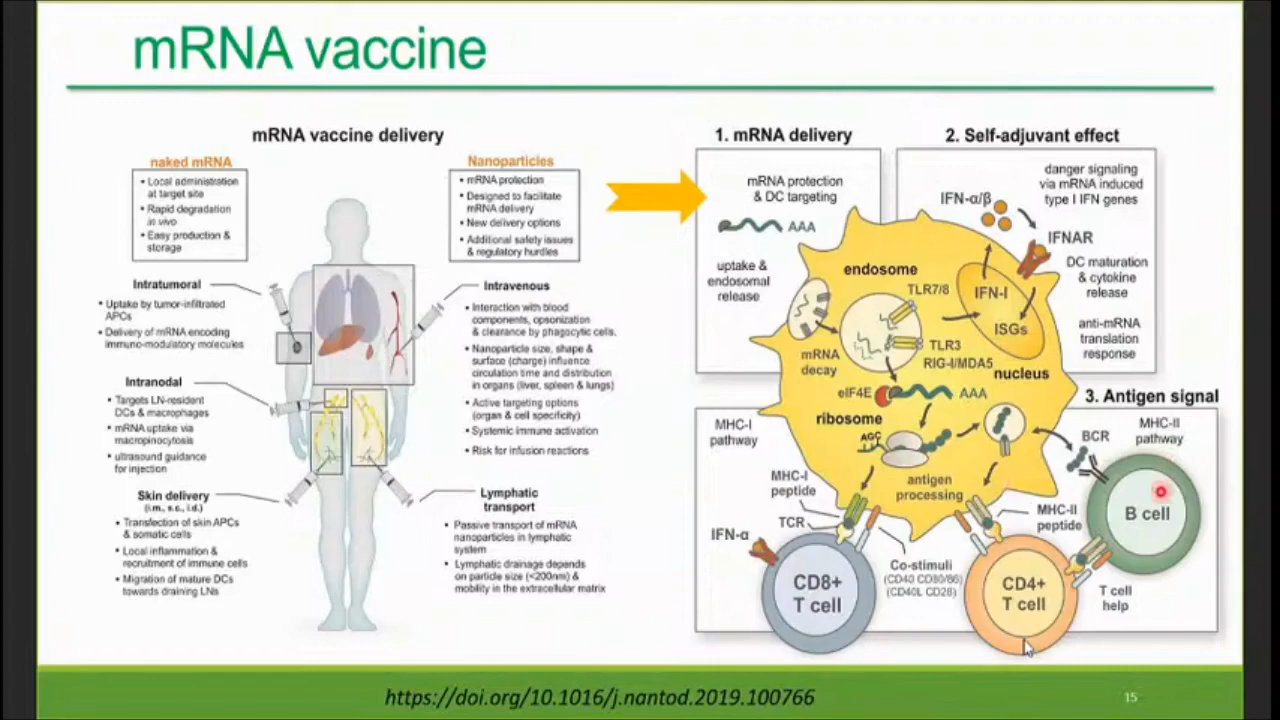 mRNA vaccine
mRNA vaccine delivery
naked mRNA
• Local administration
at target site
• Rapid degradation
in vivo
• Easy production &
storage
Nanoparticles
• mRNA protection
• Designed to facilitate
mRNA delivery
• New delivery options
• Additional safety issues
& regulatory hurdles
Intratumoral
• Uptake by tumor-infiltrated
APCs
• Delivery of mRNA encoding
immuno-modulatory molecules
Intranodal
• Targets LN-resident
DCs & macrophages
• mRNA uptake via
macropinocytosis
• ultrasound guidance
for injection
Skin delivery
(i.m., s.c., i.d.)
• Transfection of skin APCs
& somatic cells
• Local inflammation &
recruitment of immune cells
• Migration of mature DCs
towards draining LNs
Intravenous
• Interaction with blood
components, opsonization
& clearance by phagocytic cells.
• Nanoparticle size, shape &
surface (charge) influence
circulation time and distribution
in organs (liver, spleen & lungs)
• Active targeting options
(organ & cell specificity)
• Systemic immune activation
• Risk for infusion reactions
Lymphatic
transport
• Passive transport of mRNA
nanoparticles in lymphatic
system
• Lymphatic drainage depends
on particle size (<200nm) &
mobility in the extracellular matrix
1. mRNA delivery
mRNA protection
& DC targeting
AAA
uptake &
endosomal
release
2. Self-adjuvant effect
danger signaling
via mRNA induced
type I IFN genes
IFN-α/β
IFNAR
DC maturation
& cytokine
release
anti-mRNA
translation
response
endosome
TLR7/8
IFN-I
ISGs
TLR3
RIG-I/MDA5
nucleus
mRNA
decay
eIF4E
AAA
ribosome
AGC
antigen
processing
3. Antigen signal
MHC-I
pathway
MHC-II
pathway
BCR
MHC-I
peptide
TCR
IFN-α
MHC-II
peptide
B cell
Co-stimuli
(CD40 CD80/86)
(CD40L CD28)
CD8+
T cell
CD4+
T cell
T cell
help
https://doi.org/10.1016/j.nantod.2019.100766
15